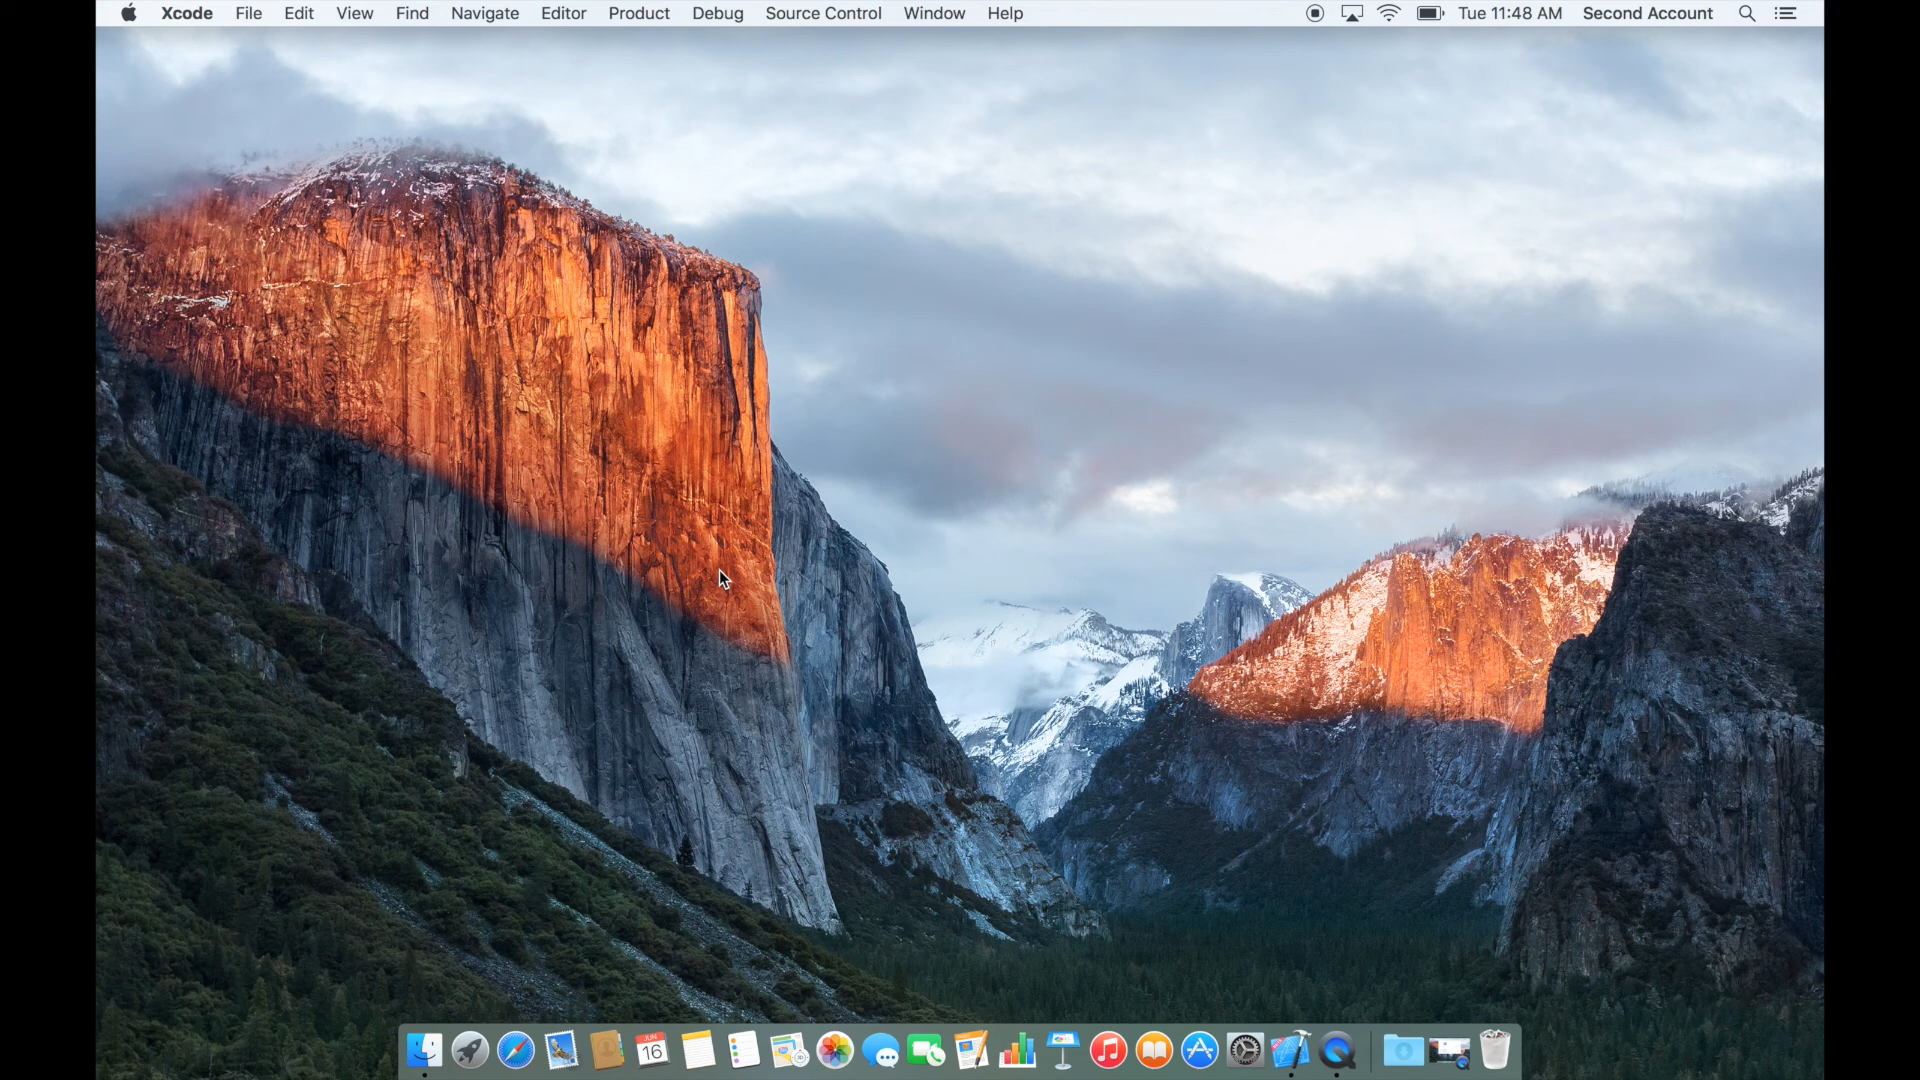 Xcode File Edit View Find Navigate Editor Product Debug Source Control Window Help Tue 11:48 AM Second Account
JUN
16